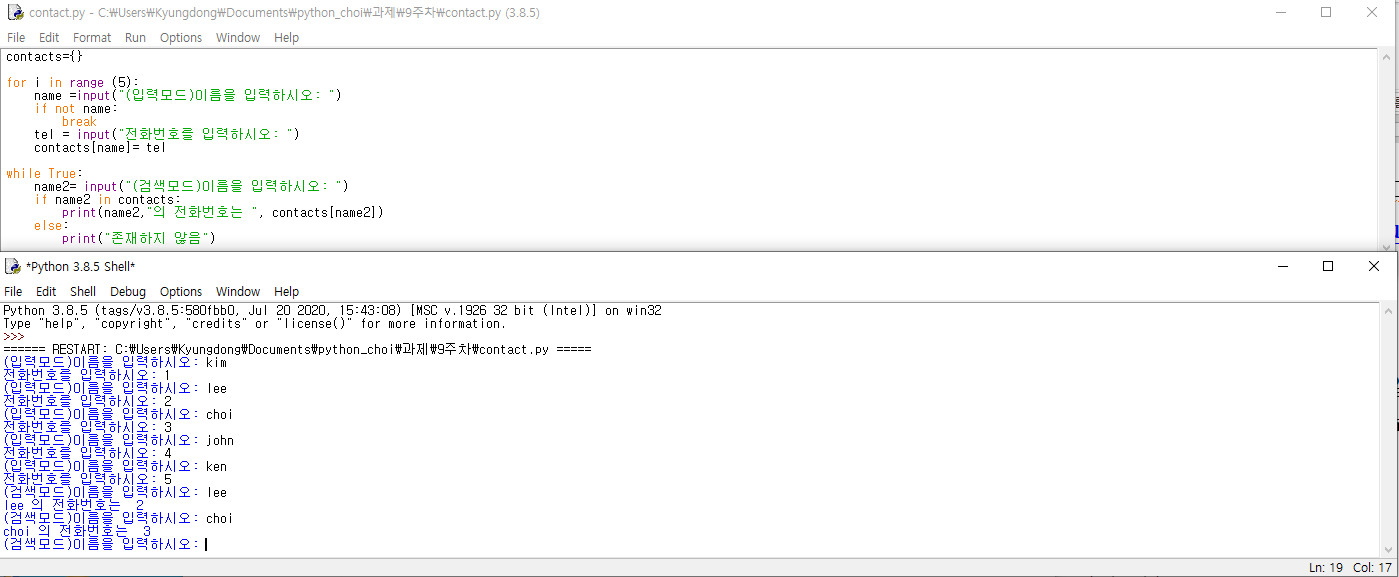 contact.py - C:₩Users₩Kyungdong₩Documents₩python_choi₩과제₩9주차₩contact.py (3.8.5)
File Edit Format Run Options Window Help
contacts={}
for i in range (5):
    name =input("(입력모드)이름을 입력하시오: ")
    if not name:
        break
    tel = input("전화번호를 입력하시오: ")
    contacts[name]= tel
while True:
    name2= input("(검색모드)이름을 입력하시오: ")
    if name2 in contacts:
        print(name2,"의 전화번호는 ", contacts[name2])
    else:
        print("존재하지 않음")
*Python 3.8.5 Shell*
File Edit Shell Debug Options Window Help
Python 3.8.5 (tags/v3.8.5:580fbb0, Jul 20 2020, 15:43:08) [MSC v.1926 32 bit (Intel)] on win32
Type "help", "copyright", "credits" or "license()" for more information.
>>>
====== RESTART: C:₩Users₩Kyungdong₩Documents₩python_choi₩과제₩9주차₩contact.py =====
(입력모드)이름을 입력하시오: kim
전화번호를 입력하시오: 1
(입력모드)이름을 입력하시오: lee
전화번호를 입력하시오: 2
(입력모드)이름을 입력하시오: choi
전화번호를 입력하시오: 3
(입력모드)이름을 입력하시오: john
전화번호를 입력하시오: 4
(입력모드)이름을 입력하시오: ken
전화번호를 입력하시오: 5
(검색모드)이름을 입력하시오: lee
lee 의 전화번호는  2
(검색모드)이름을 입력하시오: choi
choi 의 전화번호는  3
(검색모드)이름을 입력하시오:
Ln: 19 Col: 17